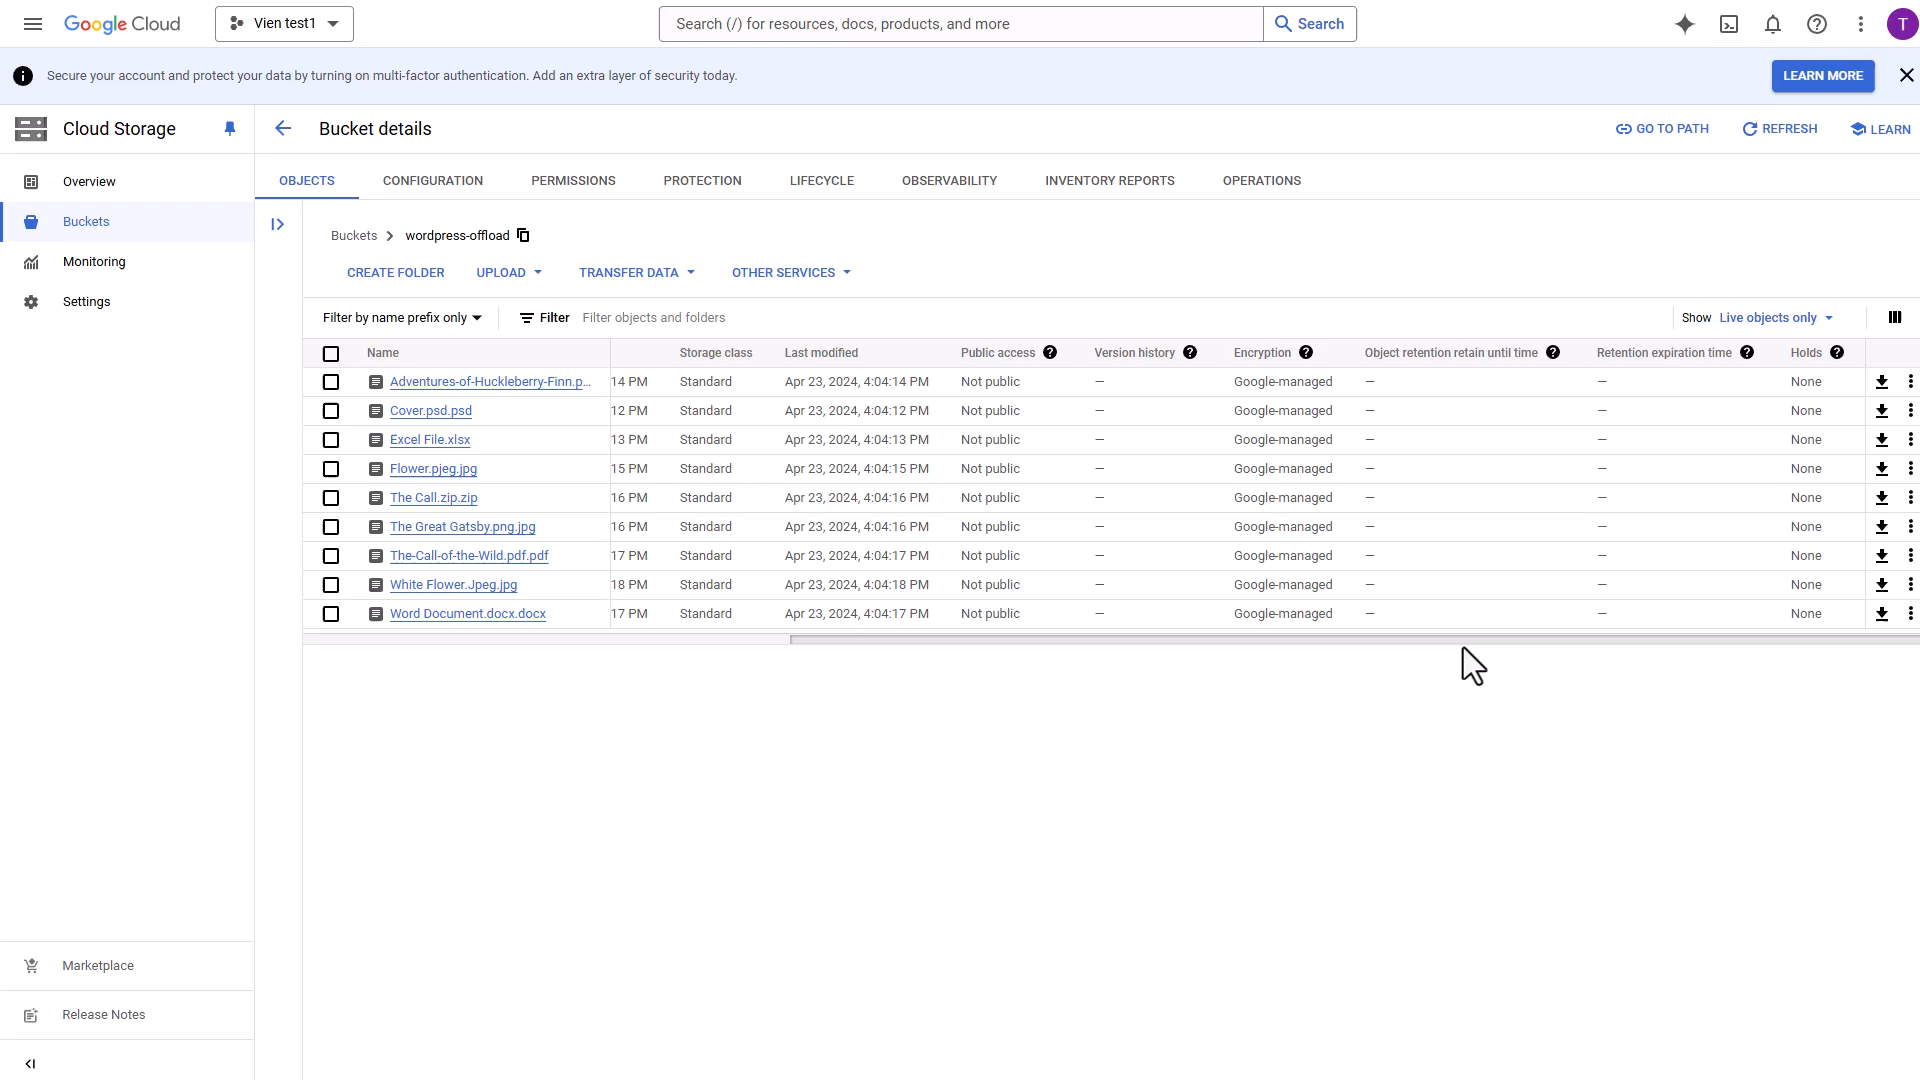 Google Cloud Vien test1 Search (/) for resources, docs, products, and more Search T
Secure your account and protect your data by turning on multi-factor authentication. Add an extra layer of security today. LEARN MORE
Cloud Storage Bucket details GO TO PATH REFRESH LEARN
Overview
Buckets
Monitoring
Settings
OBJECTS CONFIGURATION PERMISSIONS PROTECTION LIFECYCLE OBSERVABILITY INVENTORY REPORTS OPERATIONS
Buckets > wordpress-offload
CREATE FOLDER UPLOAD TRANSFER DATA OTHER SERVICES
Filter by name prefix only Filter Filter objects and folders Show Live objects only
Name Storage class Last modified Public access Version history Encryption Object retention retain until time Retention expiration time Holds
Adventures-of-Huckleberry-Finn.p... 14 PM Standard Apr 23, 2024, 4:04:14 PM Not public — Google-managed — — None
Cover.psd.psd 12 PM Standard Apr 23, 2024, 4:04:12 PM Not public — Google-managed — — None
Excel File.xlsx 13 PM Standard Apr 23, 2024, 4:04:13 PM Not public — Google-managed — — None
Flower.pjeg.jpg 15 PM Standard Apr 23, 2024, 4:04:15 PM Not public — Google-managed — — None
The Call.zip.zip 16 PM Standard Apr 23, 2024, 4:04:16 PM Not public — Google-managed — — None
The Great Gatsby.png.jpg 16 PM Standard Apr 23, 2024, 4:04:16 PM Not public — Google-managed — — None
The-Call-of-the-Wild.pdf.pdf 17 PM Standard Apr 23, 2024, 4:04:17 PM Not public — Google-managed — — None
White Flower.Jpeg.jpg 18 PM Standard Apr 23, 2024, 4:04:18 PM Not public — Google-managed — — None
Word Document.docx.docx 17 PM Standard Apr 23, 2024, 4:04:17 PM Not public — Google-managed — — None
Marketplace
Release Notes